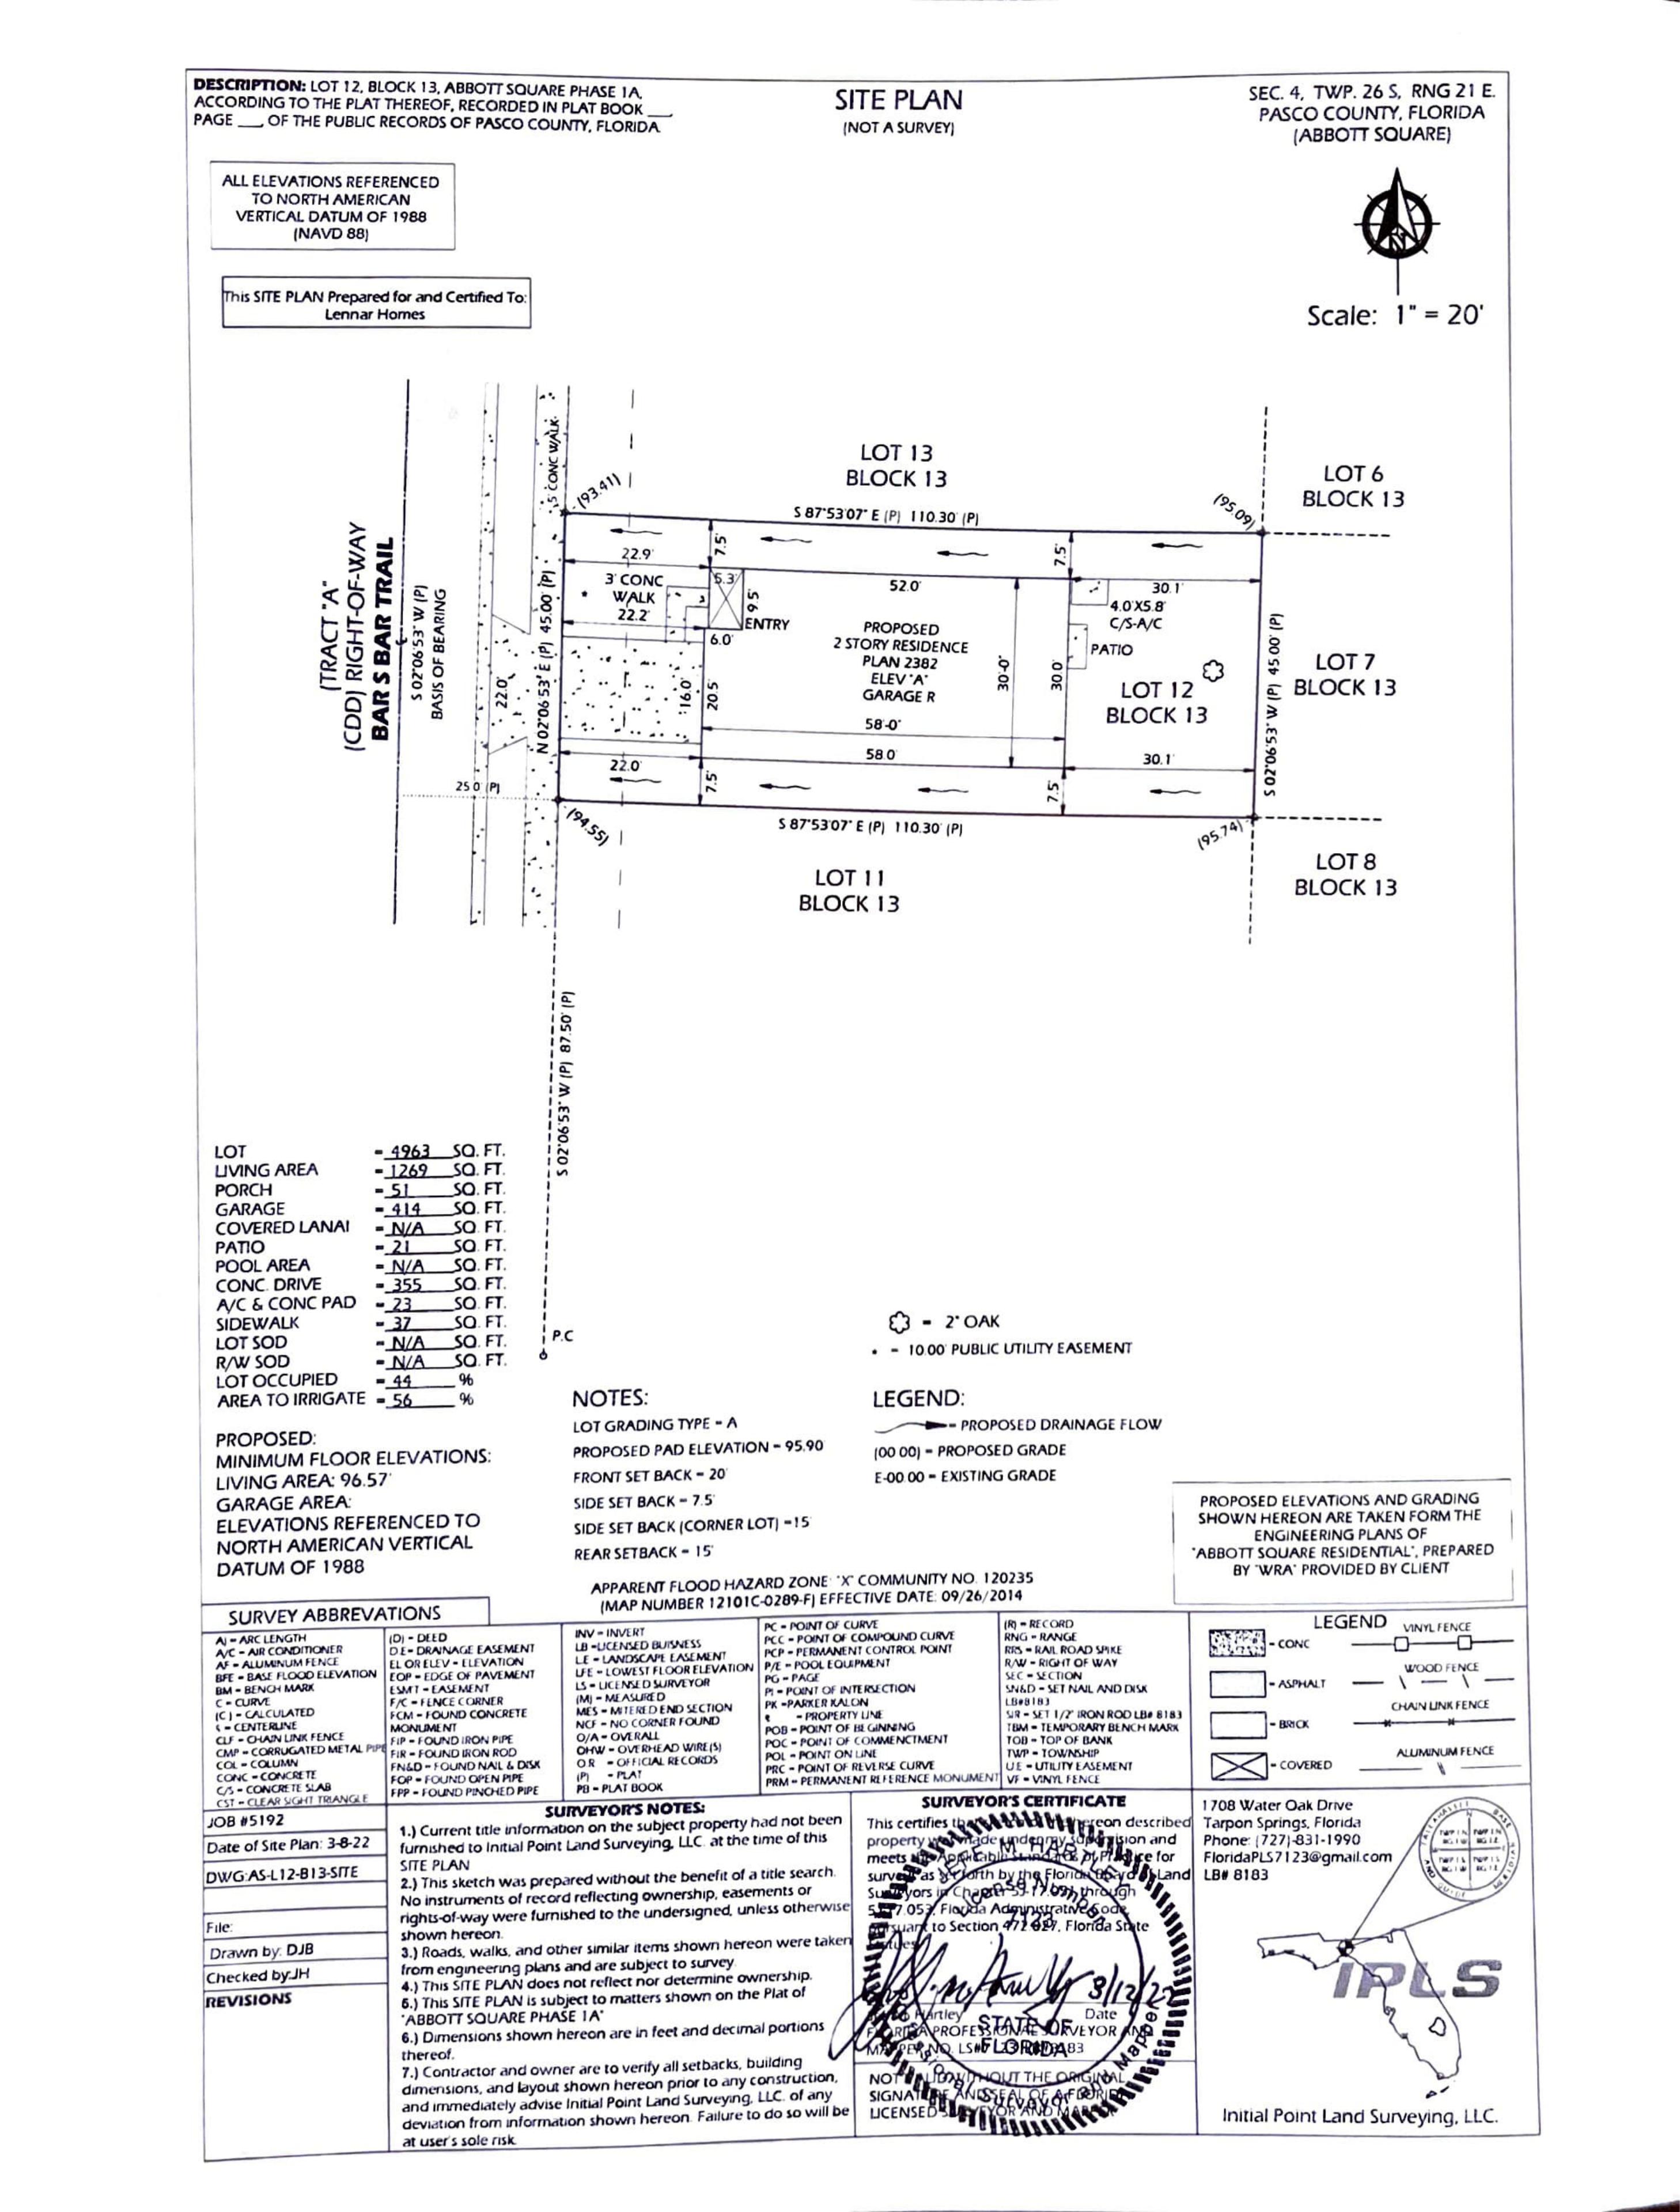 DESCRIPTION: LOT 12, BLOCK 13, ABBOTT SQUARE PHASE 1A,
ACCORDING TO THE PLAT THEREOF, RECORDED IN PLAT BOOK ___
PAGE ___, OF THE PUBLIC RECORDS OF PASCO COUNTY, FLORIDA
SITE PLAN
(NOT A SURVEY)
SEC. 4, TWP. 26 S, RNG 21 E.
PASCO COUNTY, FLORIDA
(ABBOTT SQUARE)
ALL ELEVATIONS REFERENCED
TO NORTH AMERICAN
VERTICAL DATUM OF 1988
(NAVD 88)
This SITE PLAN Prepared for and Certified To:
Lennar Homes
N
Scale: 1" = 20'
(TRACT "A"
(CDD) RIGHT-OF-WAY
BAR S BAR TRAIL
S 02°06'53" W (P)
BASIS OF BEARING
22.0'
25.0' (P)
5' CONC WALK
N 02°06'53" E (P) 45.00' (P)
(93.41)
LOT 13
BLOCK 13
S 87°53'07" E (P) 110.30' (P)
(95.09)
LOT 6
BLOCK 13
22.9'
7.5'
7.5'
3' CONC
WALK
22.2'
5.3'
9.5'
ENTRY
52.0'
30.1'
4.0'X5.8'
C/S-A/C
PATIO
6.0'
16.0'
20.5'
PROPOSED
2 STORY RESIDENCE
PLAN 2382
ELEV "A"
GARAGE R
30'-0"
30.0'
LOT 12
BLOCK 13
S 02°06'53" W (P) 45.00' (P)
LOT 7
BLOCK 13
58'-0"
58.0'
22.0'
30.1'
7.5'
7.5'
(94.55)
S 87°53'07" E (P) 110.30' (P)
(95.74)
LOT 11
BLOCK 13
LOT 8
BLOCK 13
S 02°06'53" W (P) 87.50' (P)
P.C
LOT = 4963 SQ. FT.
LIVING AREA = 1269 SQ. FT.
PORCH = 51 SQ. FT.
GARAGE = 414 SQ. FT.
COVERED LANAI = N/A SQ. FT.
PATIO = 21 SQ. FT.
POOL AREA = N/A SQ. FT.
CONC. DRIVE = 355 SQ. FT.
A/C & CONC PAD = 23 SQ. FT.
SIDEWALK = 37 SQ. FT.
LOT SOD = N/A SQ. FT.
R/W SOD = N/A SQ. FT.
LOT OCCUPIED = 44 %
AREA TO IRRIGATE = 56 %
PROPOSED:
MINIMUM FLOOR ELEVATIONS:
LIVING AREA: 96.57'
GARAGE AREA:
ELEVATIONS REFERENCED TO
NORTH AMERICAN VERTICAL
DATUM OF 1988
= 2" OAK
* = 10.00' PUBLIC UTILITY EASEMENT
NOTES:
LOT GRADING TYPE = A
PROPOSED PAD ELEVATION = 95.90
FRONT SET BACK = 20'
SIDE SET BACK = 7.5'
SIDE SET BACK (CORNER LOT) =15'
REAR SETBACK = 15'
LEGEND:
= PROPOSED DRAINAGE FLOW
(00.00) = PROPOSED GRADE
E-00.00 = EXISTING GRADE
PROPOSED ELEVATIONS AND GRADING
SHOWN HEREON ARE TAKEN FORM THE
ENGINEERING PLANS OF
"ABBOTT SQUARE RESIDENTIAL", PREPARED
BY "WRA" PROVIDED BY CLIENT
APPARENT FLOOD HAZARD ZONE: "X" COMMUNITY NO. 120235
(MAP NUMBER 12101C-0289-F) EFFECTIVE DATE: 09/26/2014
SURVEY ABBREVATIONS
A) = ARC LENGTH
A/C = AIR CONDITIONER
AF = ALUMINUM FENCE
BFE = BASE FLOOD ELEVATION
BM = BENCH MARK
C = CURVE
(C) = CALCULATED
= CENTERLINE
CLF = CHAIN LINK FENCE
CMP = CORRUGATED METAL PIPE
COL = COLUMN
CONC = CONCRETE
C/S = CONCRETE SLAB
CST = CLEAR SIGHT TRIANGLE
(D) = DEED
D.E = DRAINAGE EASEMENT
EL OR ELEV = ELEVATION
EOP = EDGE OF PAVEMENT
ESMT = EASEMENT
F/C = FENCE CORNER
FCM = FOUND CONCRETE
MONUMENT
FIP = FOUND IRON PIPE
FIR = FOUND IRON ROD
FN&D = FOUND NAIL & DISK
FOP = FOUND OPEN PIPE
FPP = FOUND PINCHED PIPE
INV = INVERT
LB =LICENSED BUISNESS
LE = LANDSCAPE EASEMENT
LFE = LOWEST FLOOR ELEVATION
LS = LICENSED SURVEYOR
(M) = MEASURED
MES = MITERED END SECTION
NCF = NO CORNER FOUND
O/A = OVERALL
OHW = OVERHEAD WIRE(S)
O.R. = OFFICIAL RECORDS
(P) = PLAT
PB = PLAT BOOK
PC = POINT OF CURVE
PCC = POINT OF COMPOUND CURVE
PCP = PERMANENT CONTROL POINT
P/E = POOL EQUIPMENT
PG = PAGE
PI = POINT OF INTERSECTION
PK =PARKER KALON
= PROPERTY LINE
POB = POINT OF BEGINNING
POC = POINT OF COMMENCTMENT
POL = POINT ON LINE
PRC = POINT OF REVERSE CURVE
PRM = PERMANENT REFERENCE MONUMENT
(R) = RECORD
RNG = RANGE
RRS = RAIL ROAD SPIKE
R/W = RIGHT OF WAY
SEC = SECTION
SN&D = SET NAIL AND DISK
LB#8183
SIR = SET 1/2" IRON ROD LB# 8183
TBM = TEMPORARY BENCH MARK
TOB = TOP OF BANK
TWP = TOWNSHIP
U.E = UTILITY EASEMENT
VF = VINYL FENCE
LEGEND
= CONC
= ASPHALT
= BRICK
= COVERED
VINYL FENCE
WOOD FENCE
CHAIN LINK FENCE
ALUMINUM FENCE
JOB #5192
Date of Site Plan: 3-8-22
DWG:AS-L12-B13-SITE
File:
Drawn by: DJB
Checked by:JH
REVISIONS
SURVEYOR'S NOTES:
1.) Current title information on the subject property had not been
furnished to Initial Point Land Surveying, LLC. at the time of this
SITE PLAN
2.) This sketch was prepared without the benefit of a title search.
No instruments of record reflecting ownership, easements or
rights-of-way were furnished to the undersigned, unless otherwise
shown hereon.
3.) Roads, walks, and other similar items shown hereon were taken
from engineering plans and are subject to survey.
4.) This SITE PLAN does not reflect nor determine ownership.
5.) This SITE PLAN is subject to matters shown on the Plat of
"ABBOTT SQUARE PHASE 1A"
6.) Dimensions shown hereon are in feet and decimal portions
thereof.
7.) Contractor and owner are to verify all setbacks, building
dimensions, and layout shown hereon prior to any construction,
and immediately advise Initial Point Land Surveying, LLC. of any
deviation from information shown hereon. Failure to do so will be
at user's sole risk.
SURVEYOR'S CERTIFICATE
This certifies hereon described
property made under my supervision and
meets the Applicable Standards of Practice for
surveys as set forth by the Florida Board of Land
Surveyors in Chapter through
Florida Administrative Code,
pursuant to Section 472.027, Florida State
License Number
7123
3/12/22
Hartley Date
FLORIDA PROFESSIONAL SURVEYOR AND
STATE OF
FLORIDA
Professional Surveyor and Mapper
NOT VALID WITHOUT THE ORIGINAL
SIGNATURE AND SEAL OF A FLORIDA
LICENSED SURVEYOR AND MAPPER
1708 Water Oak Drive
Tarpon Springs, Florida
Phone: (727)-831-1990
FloridaPLS7123@gmail.com
LB# 8183
IPLS
Initial Point Land Surveying, LLC.